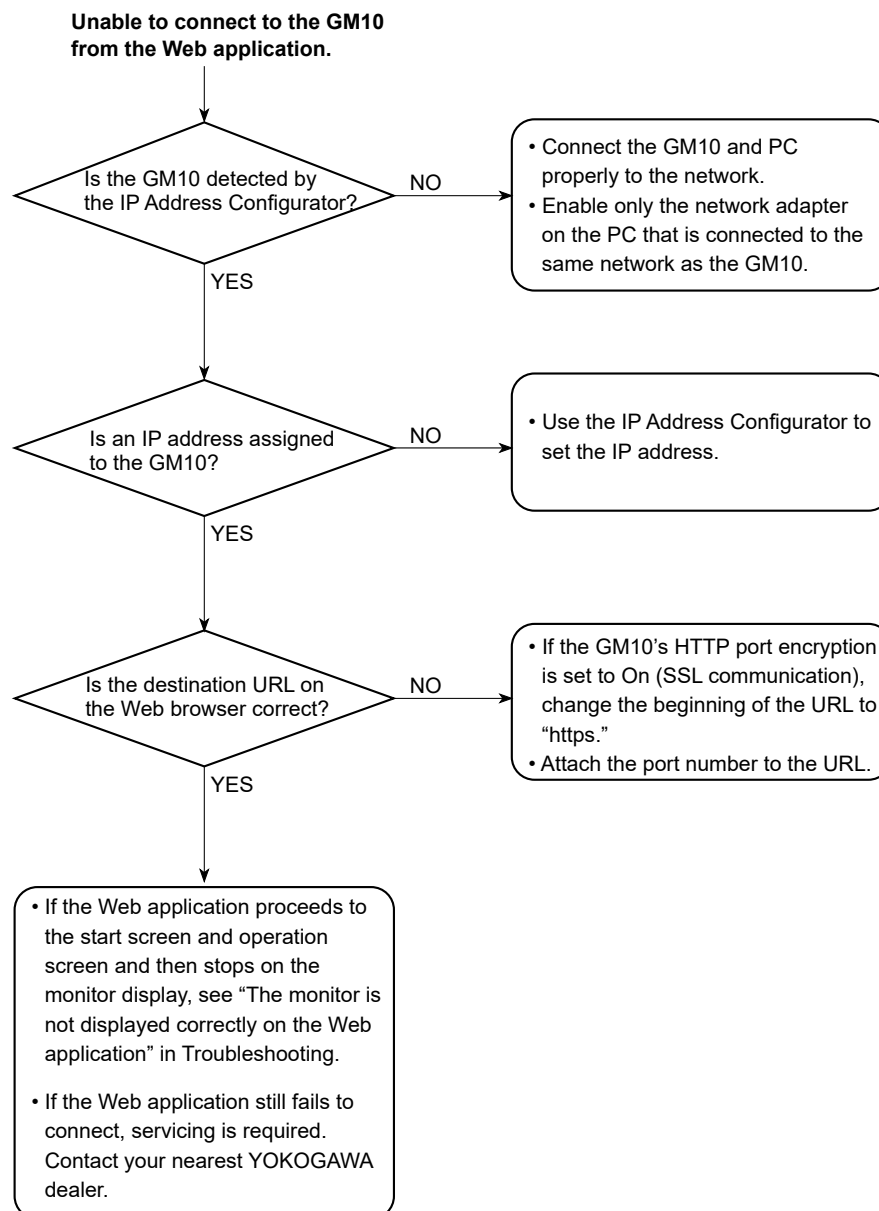 Unable to connect to the GM10
from the Web application.
Is the GM10 detected by
the IP Address Configurator?
NO
• Connect the GM10 and PC
properly to the network.
• Enable only the network adapter
on the PC that is connected to the
same network as the GM10.
YES
Is an IP address assigned
to the GM10?
NO
• Use the IP Address Configurator to
set the IP address.
YES
Is the destination URL on
the Web browser correct?
NO
• If the GM10’s HTTP port encryption
is set to On (SSL communication),
change the beginning of the URL to
“https.”
• Attach the port number to the URL.
YES
• If the Web application proceeds to
the start screen and operation
screen and then stops on the
monitor display, see “The monitor is
not displayed correctly on the Web
application” in Troubleshooting.
• If the Web application still fails to
connect, servicing is required.
Contact your nearest YOKOGAWA
dealer.